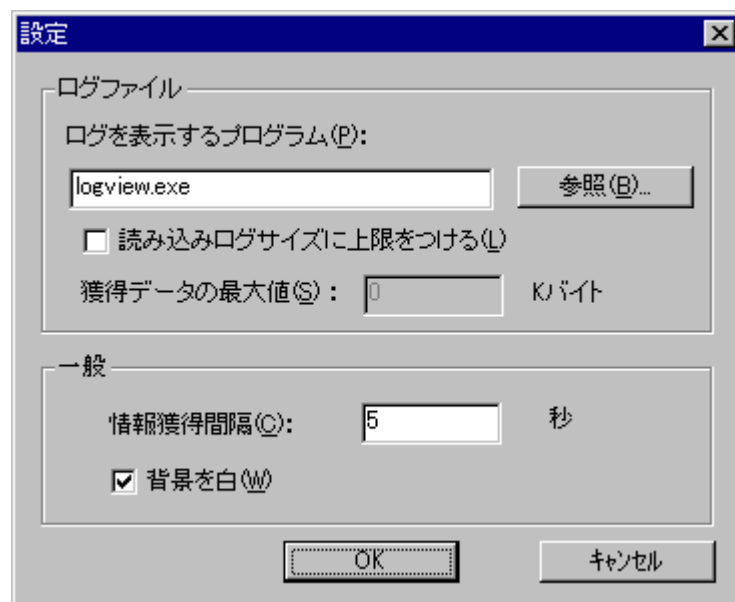 設定
ログファイル
ログを表示するプログラム(P):
logview.exe 参照(B)...
読み込みログサイズに上限をつける(L)
獲得データの最大値(S): 0 Kバイト
一般
情報獲得間隔(C): 5 秒
背景を白(W)
OK キャンセル